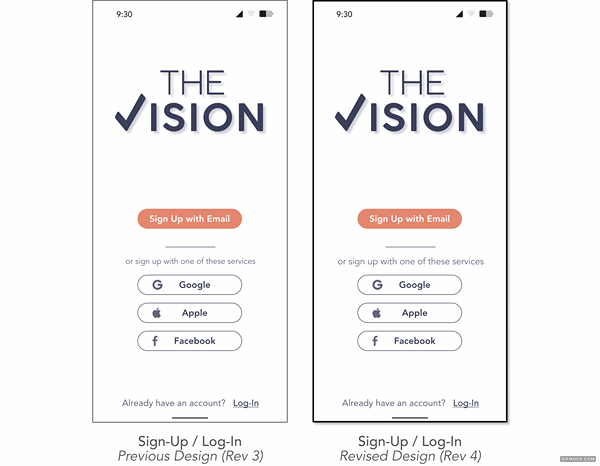 9:30
THE
✓ISION
Sign Up with Email
or sign up with one of these services
Google
Apple
Facebook
Already have an account? Log-In
Sign-Up / Log-In
Previous Design (Rev 3)
9:30
THE
✓ISION
Sign Up with Email
or sign up with one of these services
Google
Apple
Facebook
Already have an account? Log-In
Sign-Up / Log-In
Revised Design (Rev 4)
GIFMOCK.COM